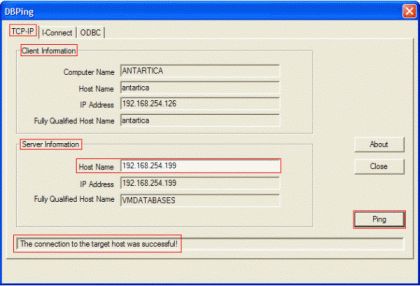 DBPing
TCP-IP I-Connect ODBC
Client Information
Computer Name ANTARTICA
Host Name antartica
IP Address 192.168.254.126
Fully Qualified Host Name antartica
Server Information
Host Name 192.168.254.199
IP Address 192.168.254.199
Fully Qualified Host Name VMDATABASES
About
Close
Ping
The connection to the target host was successful!